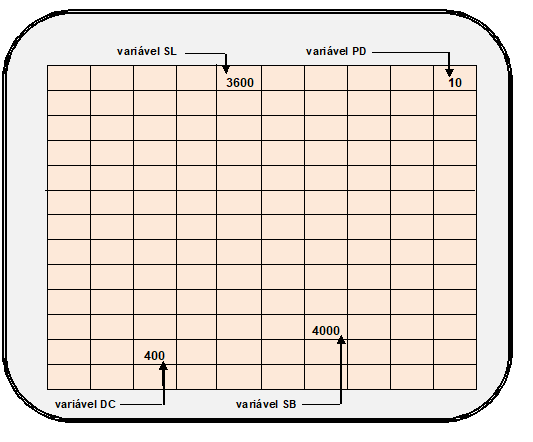 variável SL
variável PD
3600
10
4000
400
variável DC
variável SB